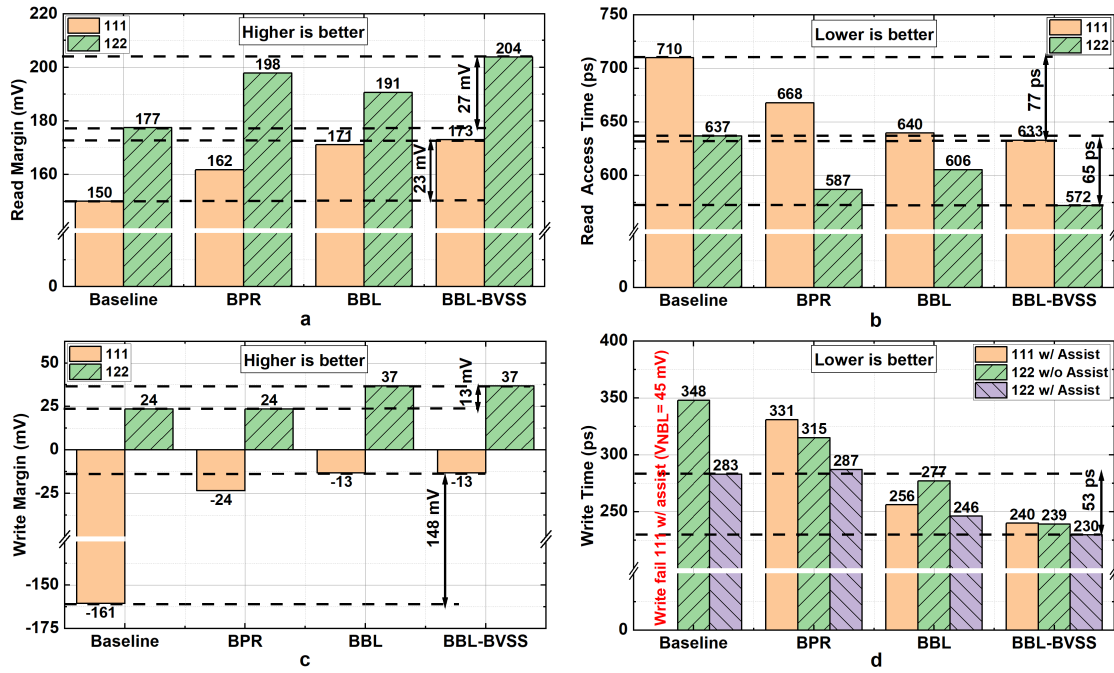 111
122
Higher is better
Read Margin (mV)
200
180
160
0
150
177
162
198
171
191
173
204
27 mV
23 mV
Baseline
BPR
BBL
BBL-BVSS
a
111
122
Lower is better
Read Access Time (ps)
700
650
600
0
710
637
668
587
640
606
633
572
77 ps
65 ps
Baseline
BPR
BBL
BBL-BVSS
b
111
122
Higher is better
Write Margin (mV)
50
25
0
-25
-150
-175
-161
24
-24
24
-13
37
-13
37
13 mV
148 mV
Baseline
BPR
BBL
BBL-BVSS
c
111 w/ Assist
122 w/o Assist
122 w/ Assist
Lower is better
Write Time (ps)
400
350
300
250
0
Write fail 111 w/ assist (VNBL= 45 mV)
348
283
331
315
287
256
277
246
240
239
230
53 ps
Baseline
BPR
BBL
BBL-BVSS
d